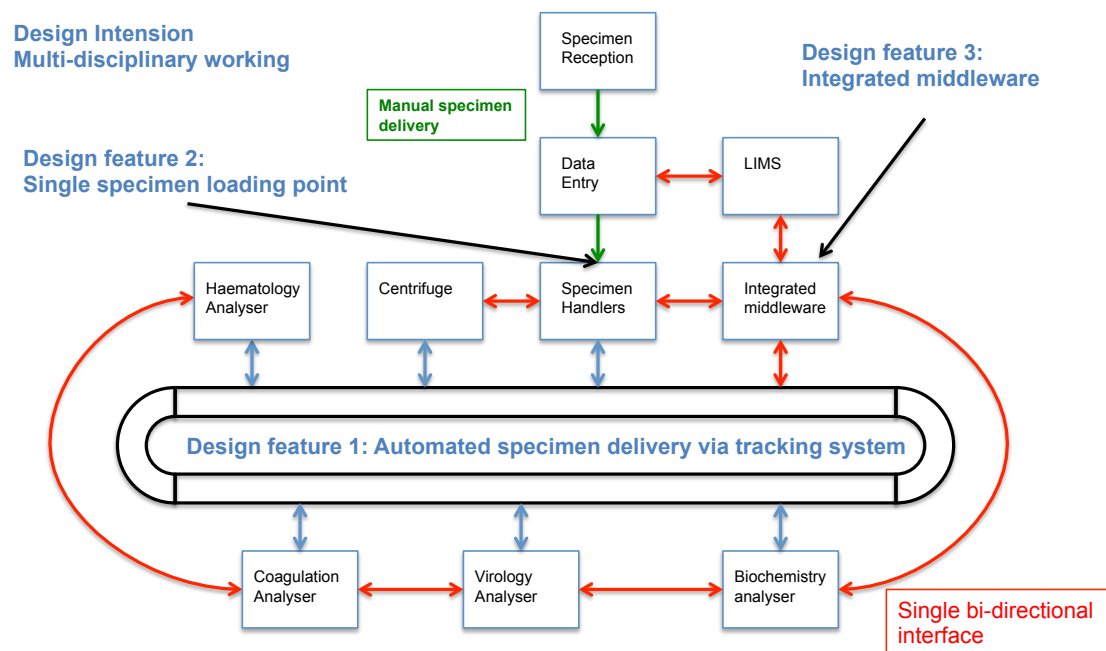 Design Intension
Multi-disciplinary working
Specimen
Reception
Design feature 3:
Integrated middleware
Manual specimen
delivery
Design feature 2:
Single specimen loading point
Data
Entry
LIMS
Haematology
Analyser
Centrifuge
Specimen
Handlers
Integrated
middleware
Design feature 1: Automated specimen delivery via tracking system
Coagulation
Analyser
Virology
Analyser
Biochemistry
analyser
Single bi-directional
interface